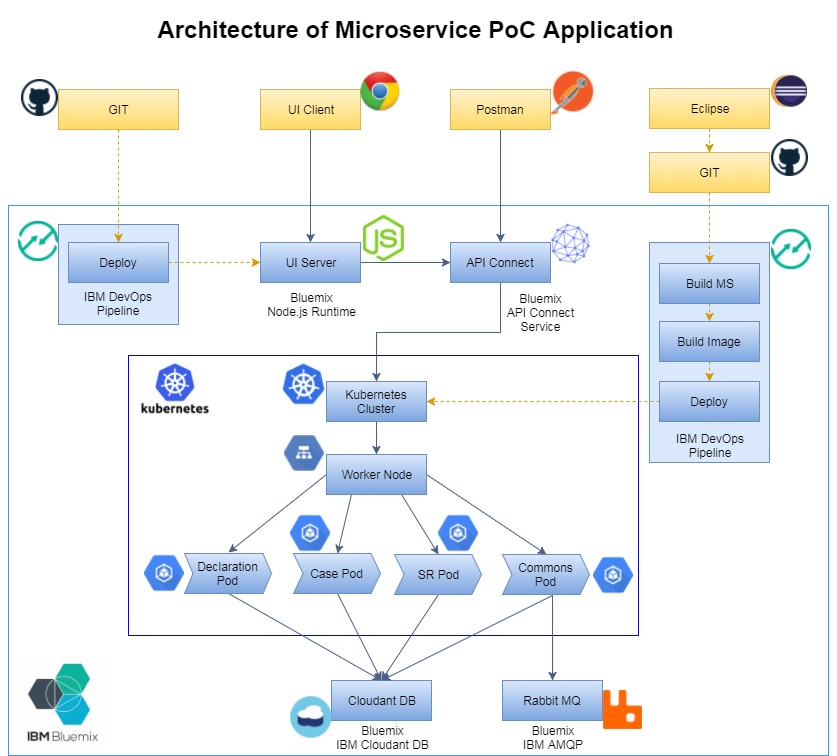 Architecture of Microservice PoC Application
GIT
UI Client
Postman
Eclipse
GIT
Deploy
IBM DevOps
Pipeline
UI Server
Bluemix
Node.js Runtime
JS
API Connect
Bluemix
API Connect
Service
Build MS
Build Image
Deploy
IBM DevOps
Pipeline
kubernetes
Kubernetes
Cluster
Worker Node
Declaration
Pod
Case Pod
SR Pod
Commons
Pod
Cloudant DB
Bluemix
IBM Cloudant DB
Rabbit MQ
Bluemix
IBM AMQP
IBM Bluemix